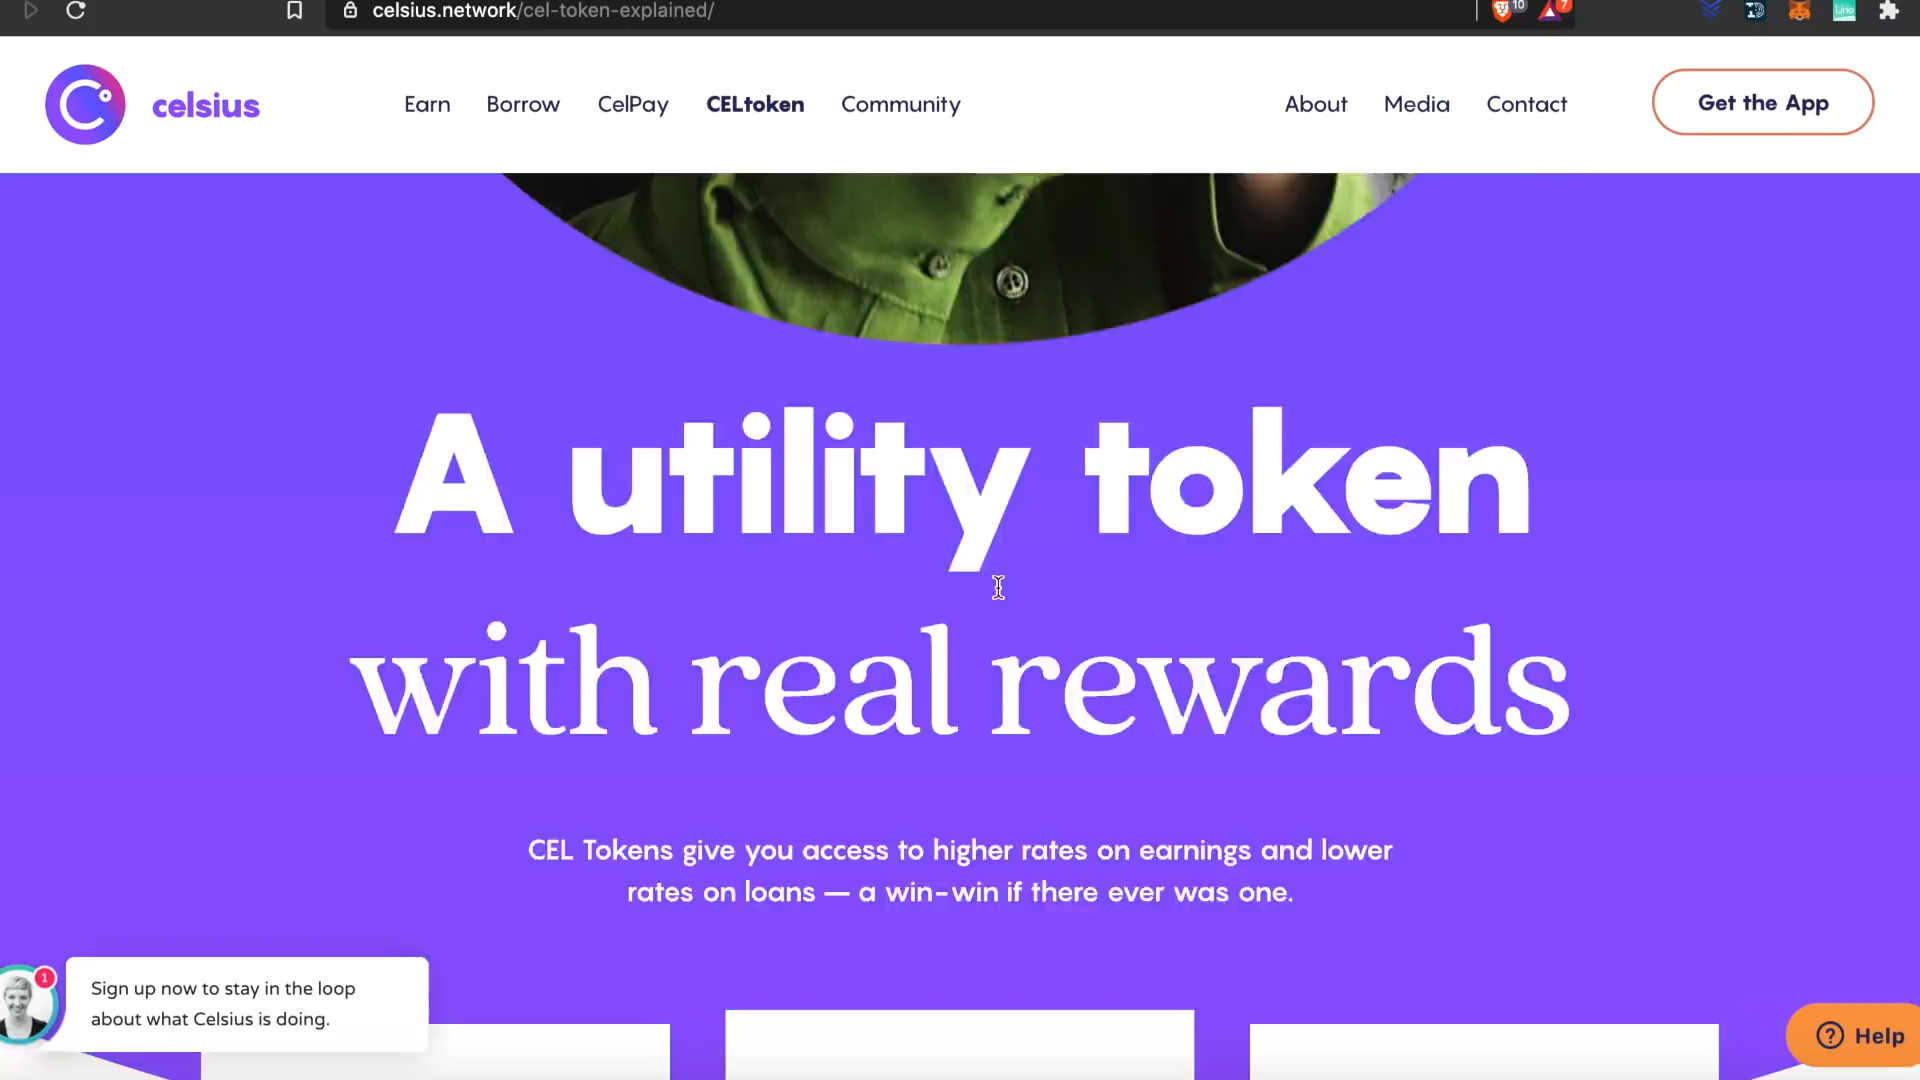 celsius.network/cel-token-explained/
10
7
celsius
Earn
Borrow
CelPay
CELtoken
Community
About
Media
Contact
Get the App
A utility token
with real rewards
CEL Tokens give you access to higher rates on earnings and lower
rates on loans — a win-win if there ever was one.
1
Sign up now to stay in the loop
about what Celsius is doing.
? Help